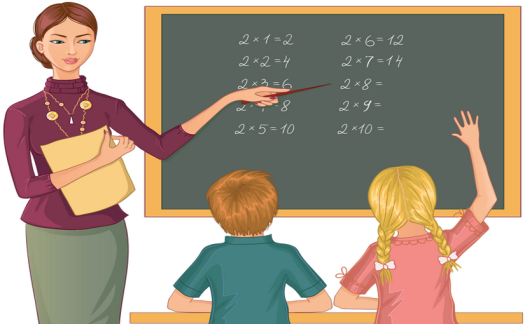 2 × 1 = 2
2 × 2 = 4
2 × 3 = 6
8
2 × 5 = 10
2 × 6 = 12
2 × 7 = 14
2 × 8 =
2 × 9 =
2 × 10 =